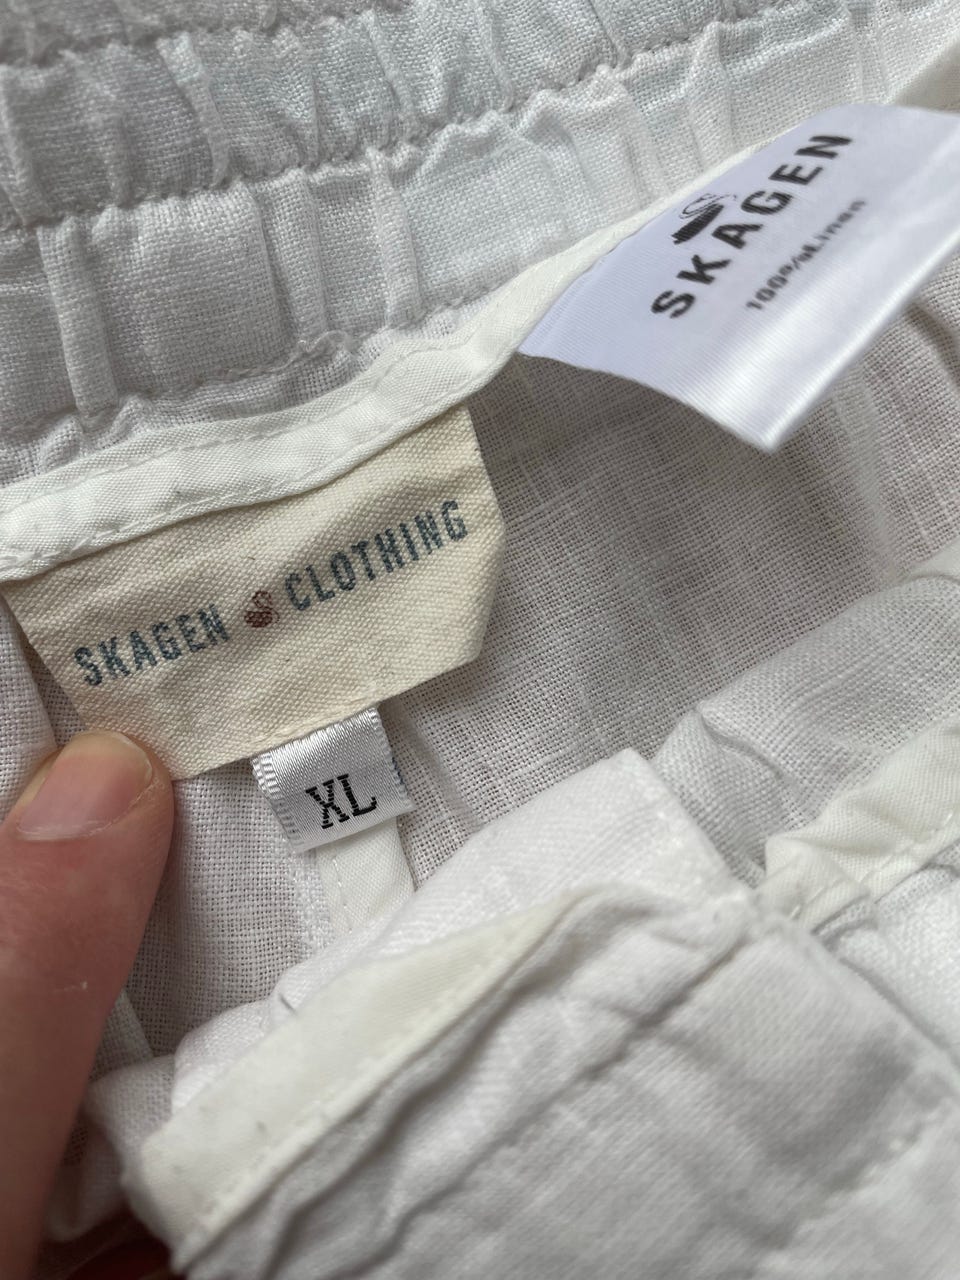 SKAGEN
100%Linen
SKAGEN CLOTHING
XL